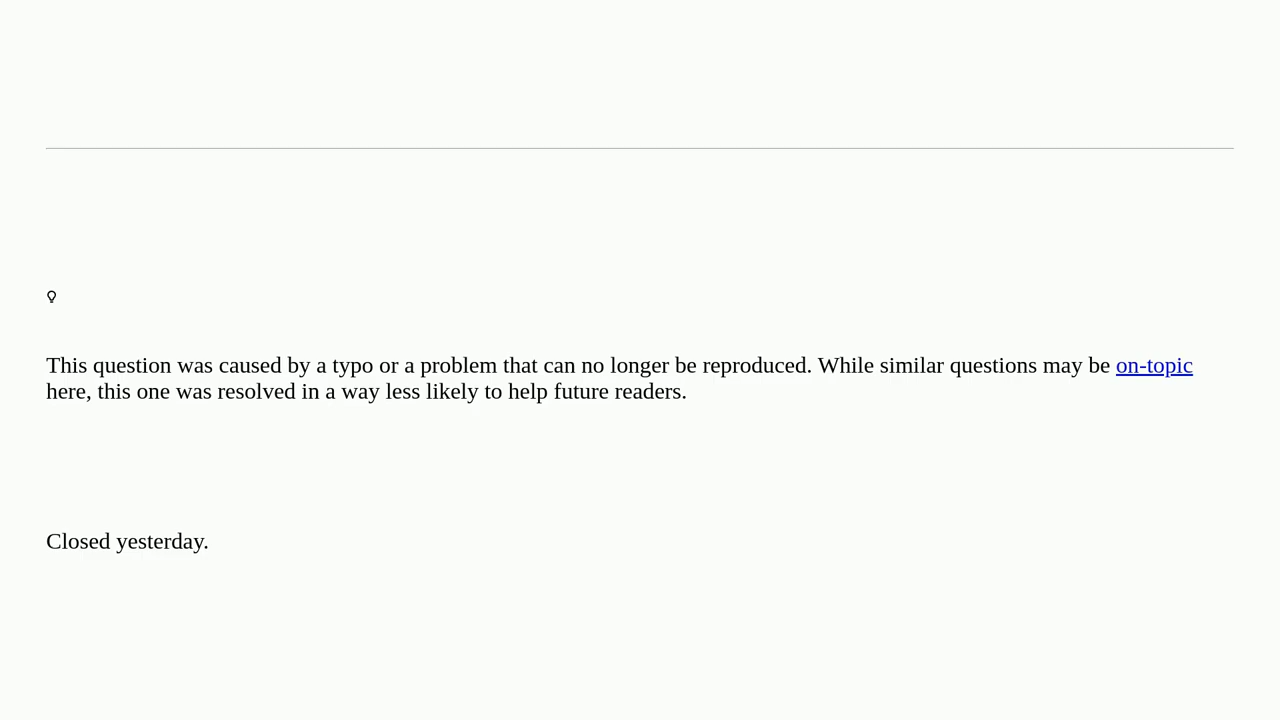 This question was caused by a typo or a problem that can no longer be reproduced. While similar questions may be on-topic
here, this one was resolved in a way less likely to help future readers.
Closed yesterday.